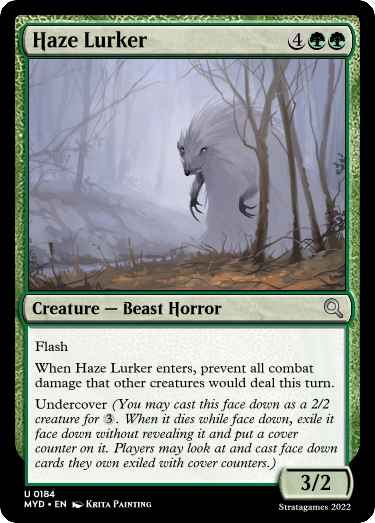 Haze Lurker 4
Creature — Beast Horror
Flash
When Haze Lurker enters, prevent all combat
damage that other creatures would deal this turn.
Undercover (You may cast this face down as a 2/2
creature for 3. When it dies while face down, exile it
face down without revealing it and put a cover
counter on it. Players may look at and cast face down
cards they own exiled with cover counters.)
3/2
U 0184
MYD • EN Krita Painting
Stratagames 2022